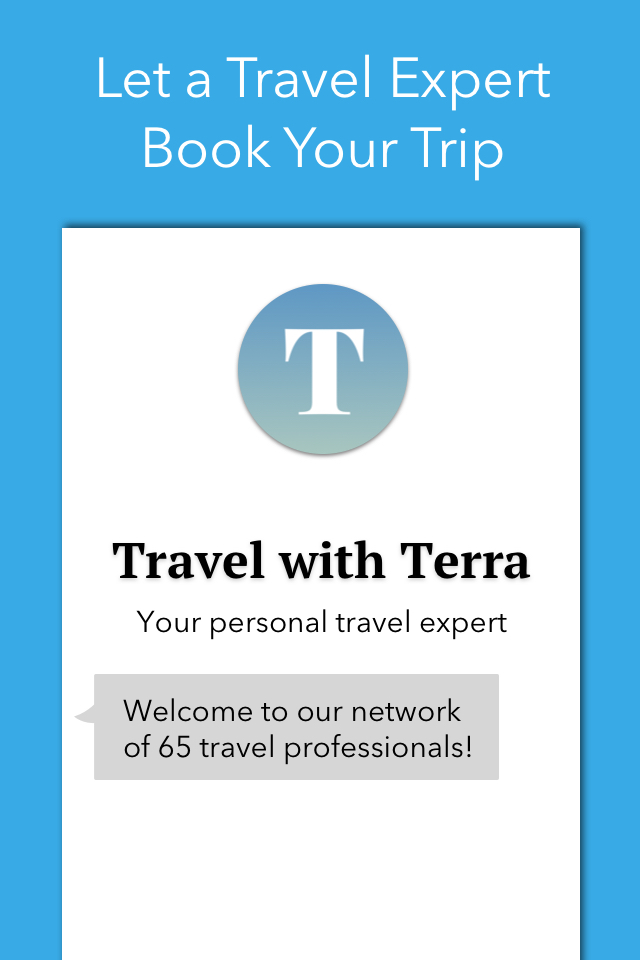 Let a Travel Expert
Book Your Trip
T
Travel with Terra
Your personal travel expert
Welcome to our network
of 65 travel professionals!